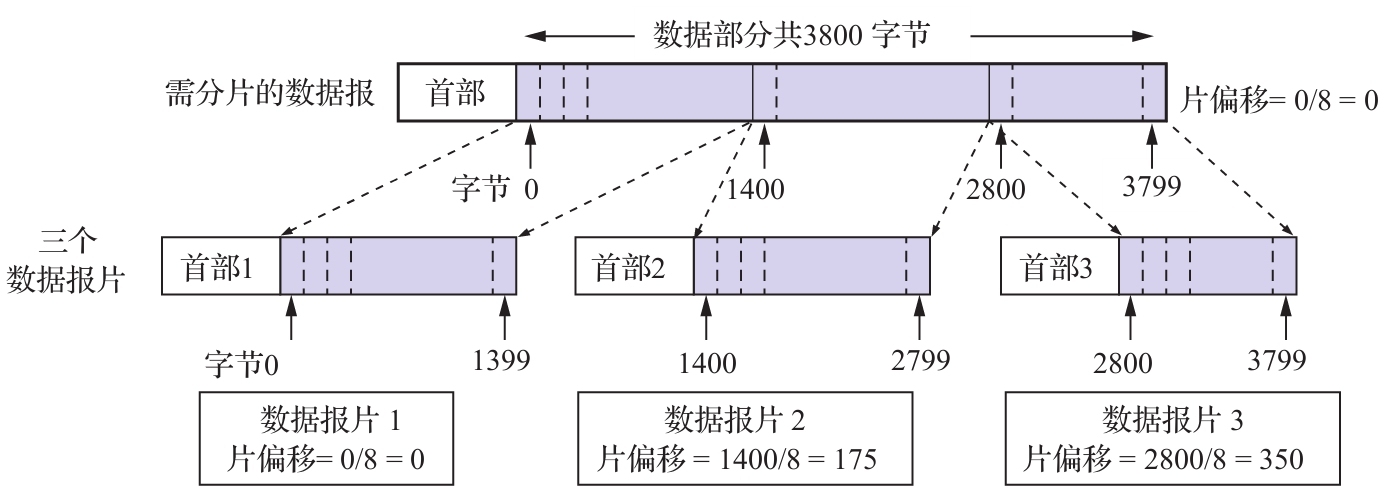 数据部分共3800 字节
需分片的数据报
首部
片偏移= 0/8 = 0
字节 0
1400
2800
3799
三个
数据报片
首部1
首部2
首部3
字节0
1399
1400
2799
2800
3799
数据报片 1
片偏移= 0/8 = 0
数据报片 2
片偏移 = 1400/8 = 175
数据报片 3
片偏移 = 2800/8 = 350